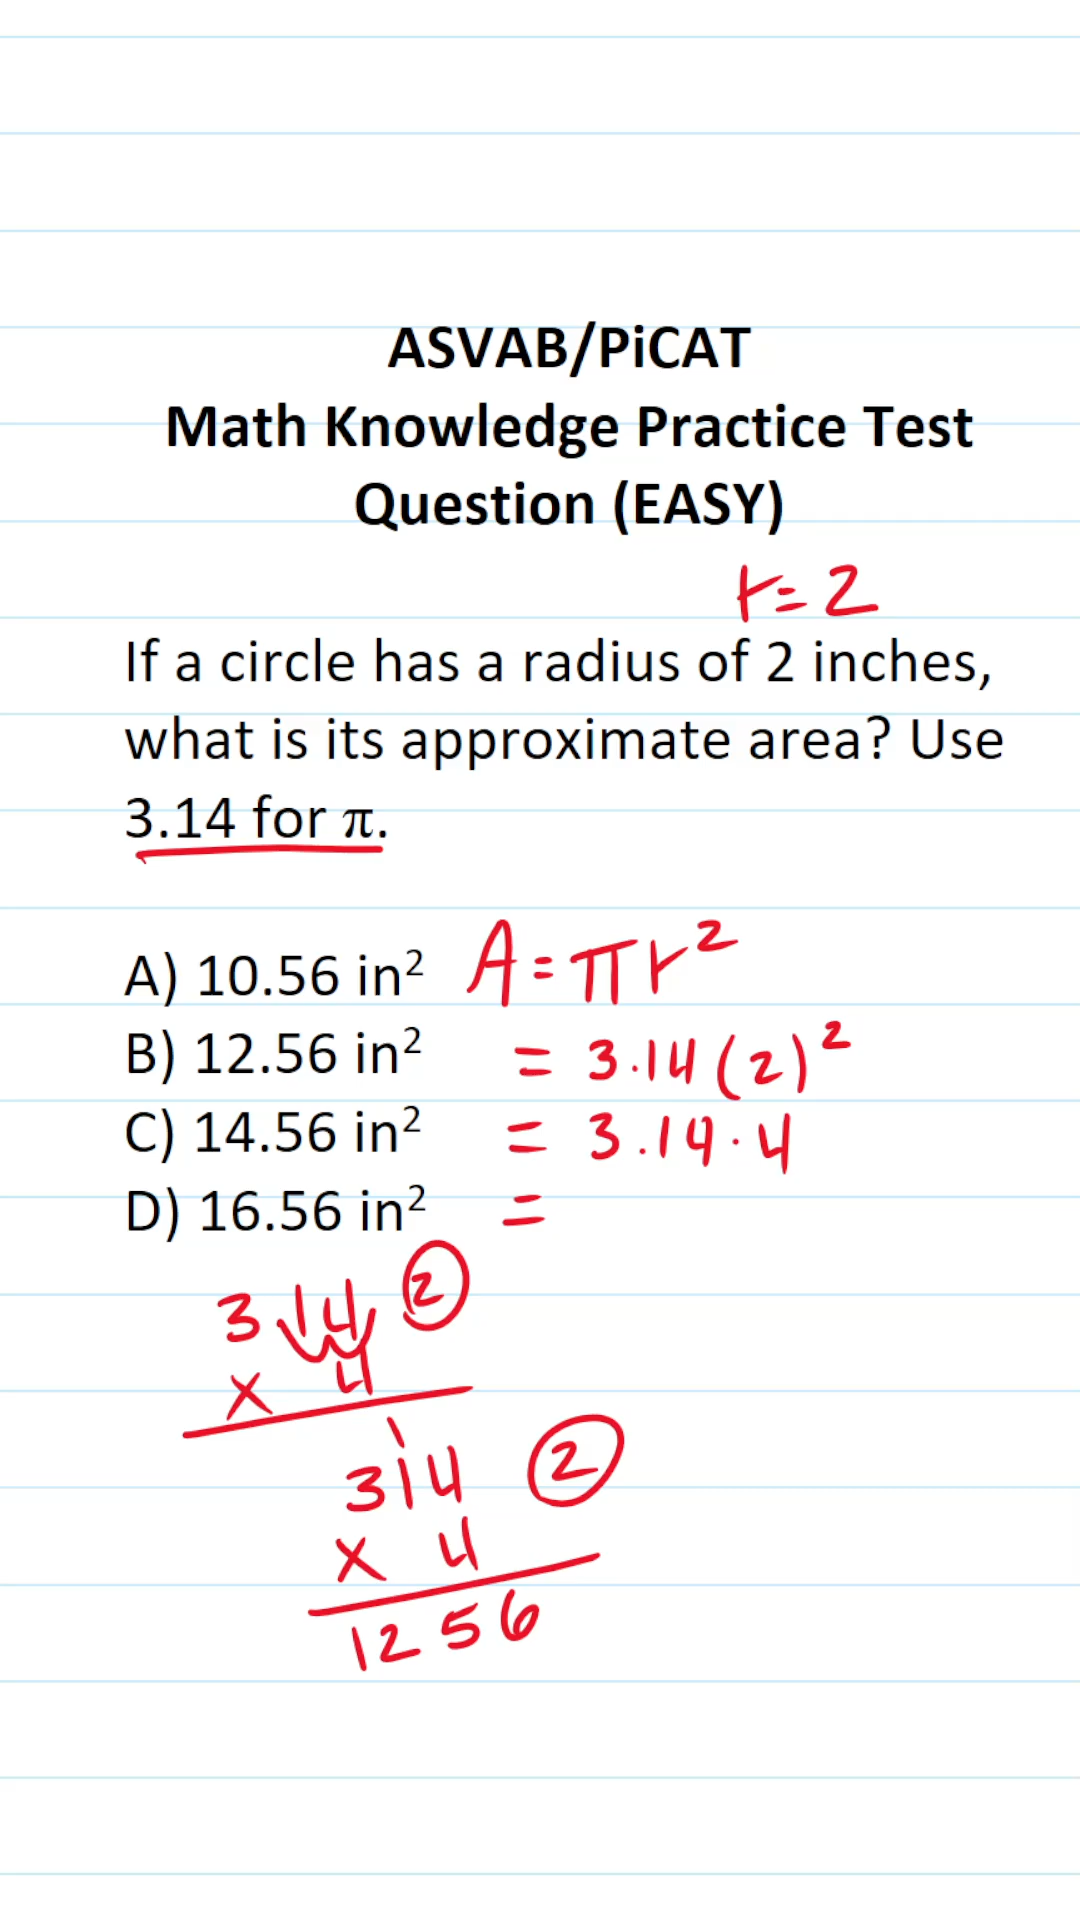 ASVAB/PiCAT
Math Knowledge Practice Test
Question (EASY)
r = 2
If a circle has a radius of 2 inches,
what is its approximate area? Use
3.14 for π.
A) 10.56 in² A = πr²
B) 12.56 in² = 3.14 (2)²
C) 14.56 in² = 3.14 · 4
D) 16.56 in² =
3 14 2
x 4
1
314 2
x 4
1256